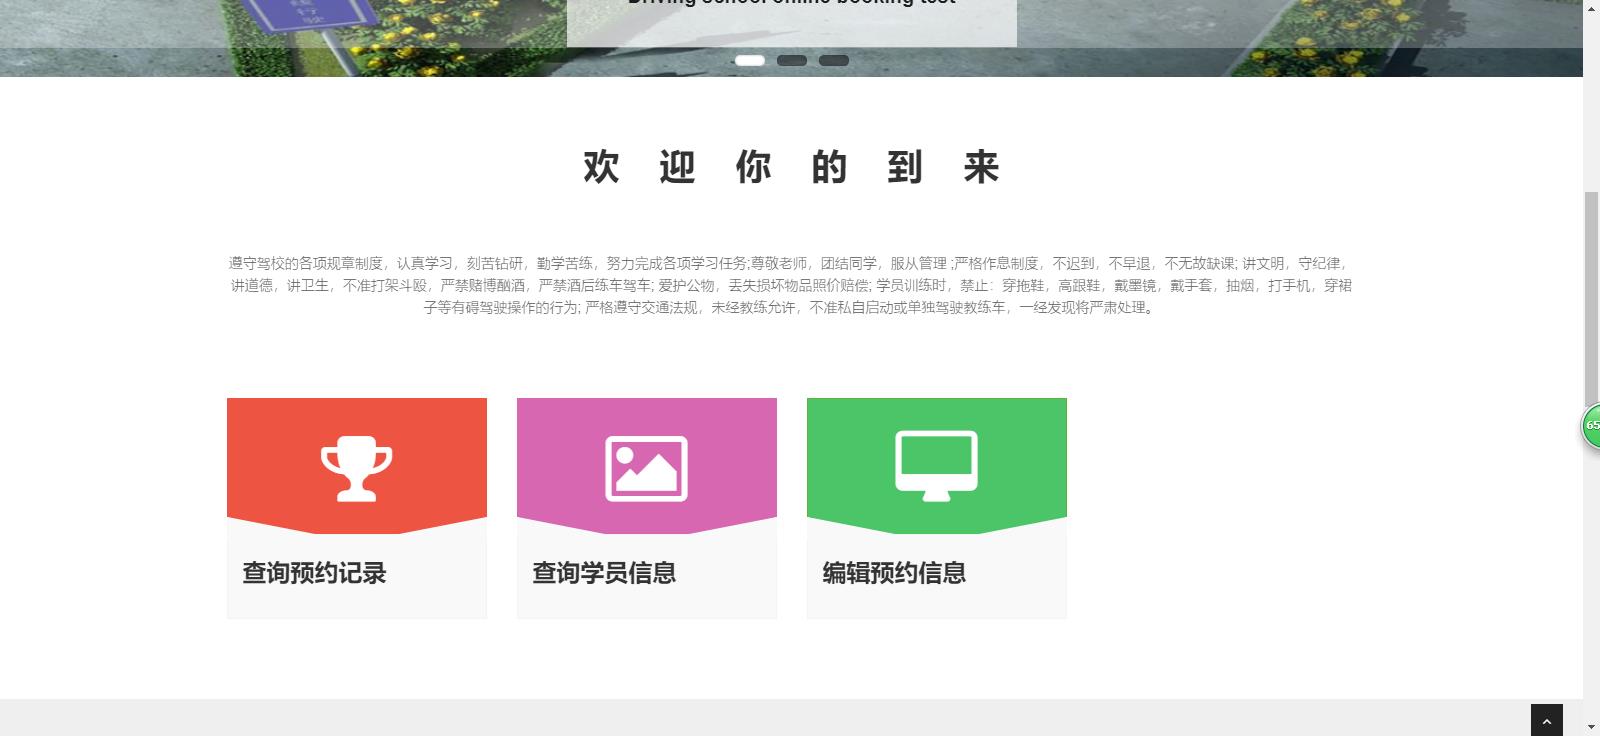 Driving school online booking test
欢 迎 你 的 到 来
遵守驾校的各项规章制度，认真学习，刻苦钻研，勤学苦练，努力完成各项学习任务;尊敬老师，团结同学，服从管理 ;严格作息制度，不迟到，不早退，不无故缺课; 讲文明，守纪律，
讲道德，讲卫生，不准打架斗殴，严禁赌博酗酒，严禁酒后练车驾车; 爱护公物，丢失损坏物品照价赔偿; 学员训练时，禁止：穿拖鞋，高跟鞋，戴墨镜，戴手套，抽烟，打手机，穿裙
子等有碍驾驶操作的行为; 严格遵守交通法规，未经教练允许，不准私自启动或单独驾驶教练车，一经发现将严肃处理。
查询预约记录
查询学员信息
编辑预约信息
65